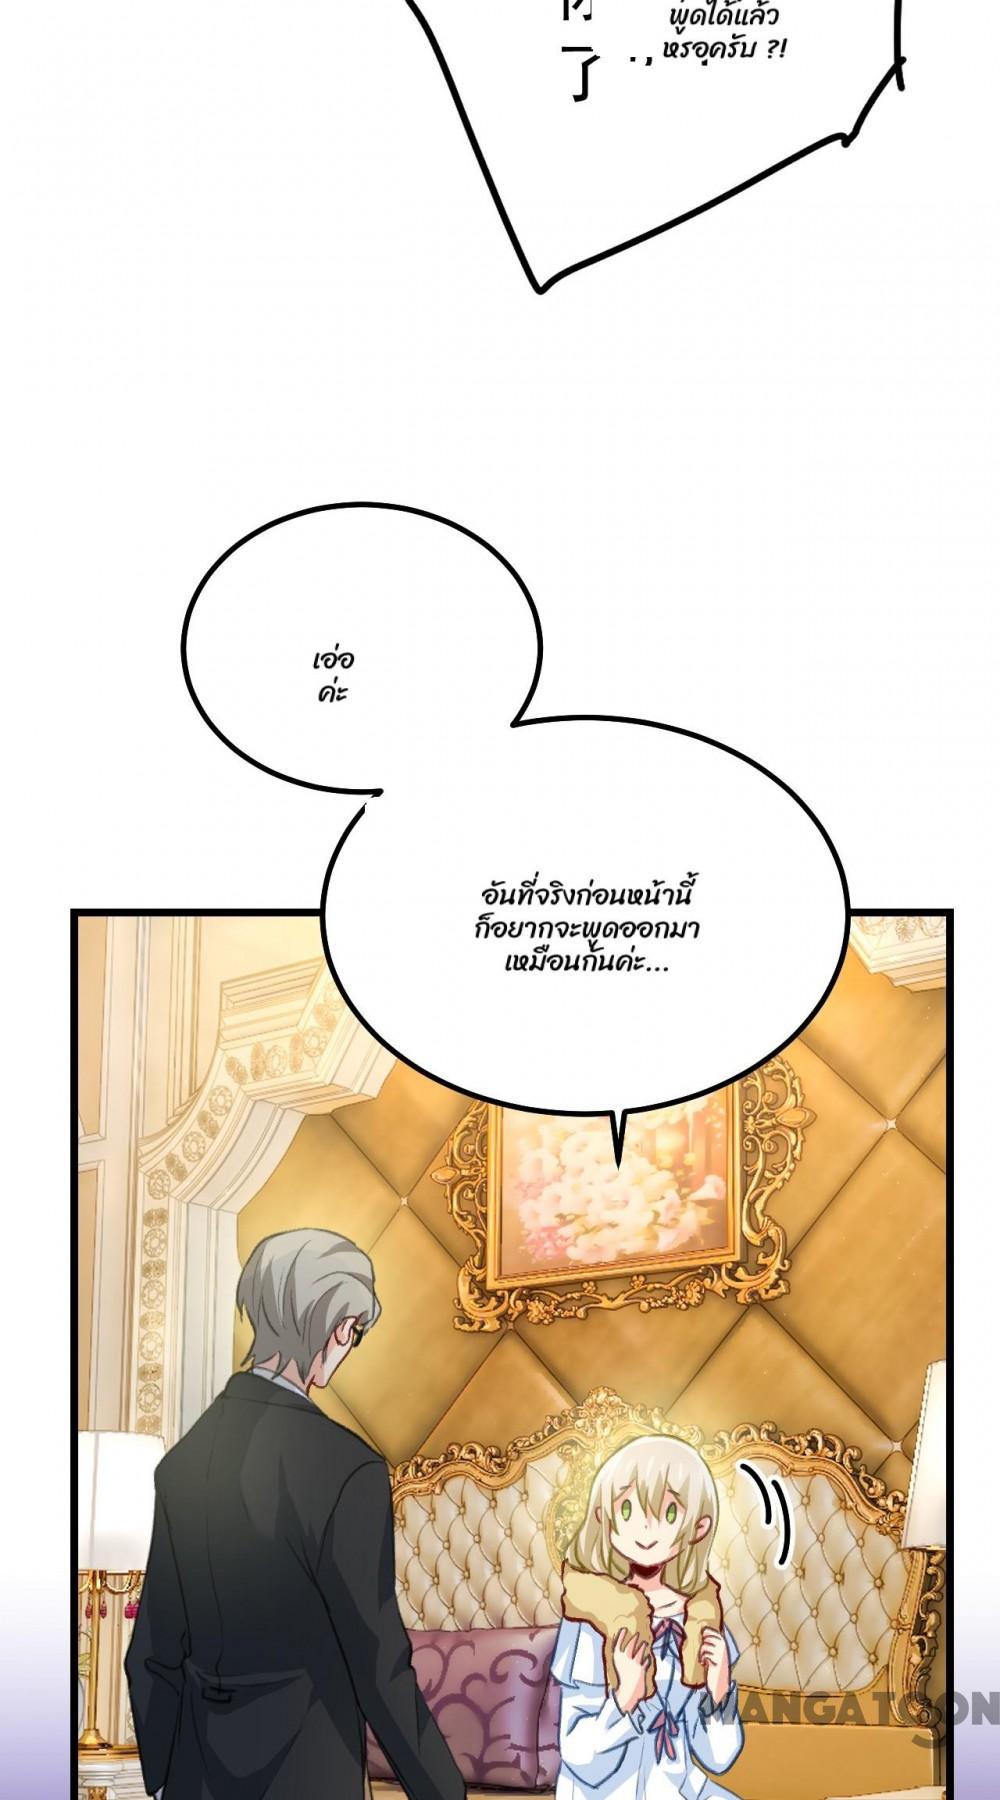 พูดได้แล้ว
หรอครับ ?!
了
เอ่อ
ค่ะ
อันที่จริงก่อนหน้านี้
ก็อยากจะพูดออกมา
เหมือนกันค่ะ...
MANGATOON